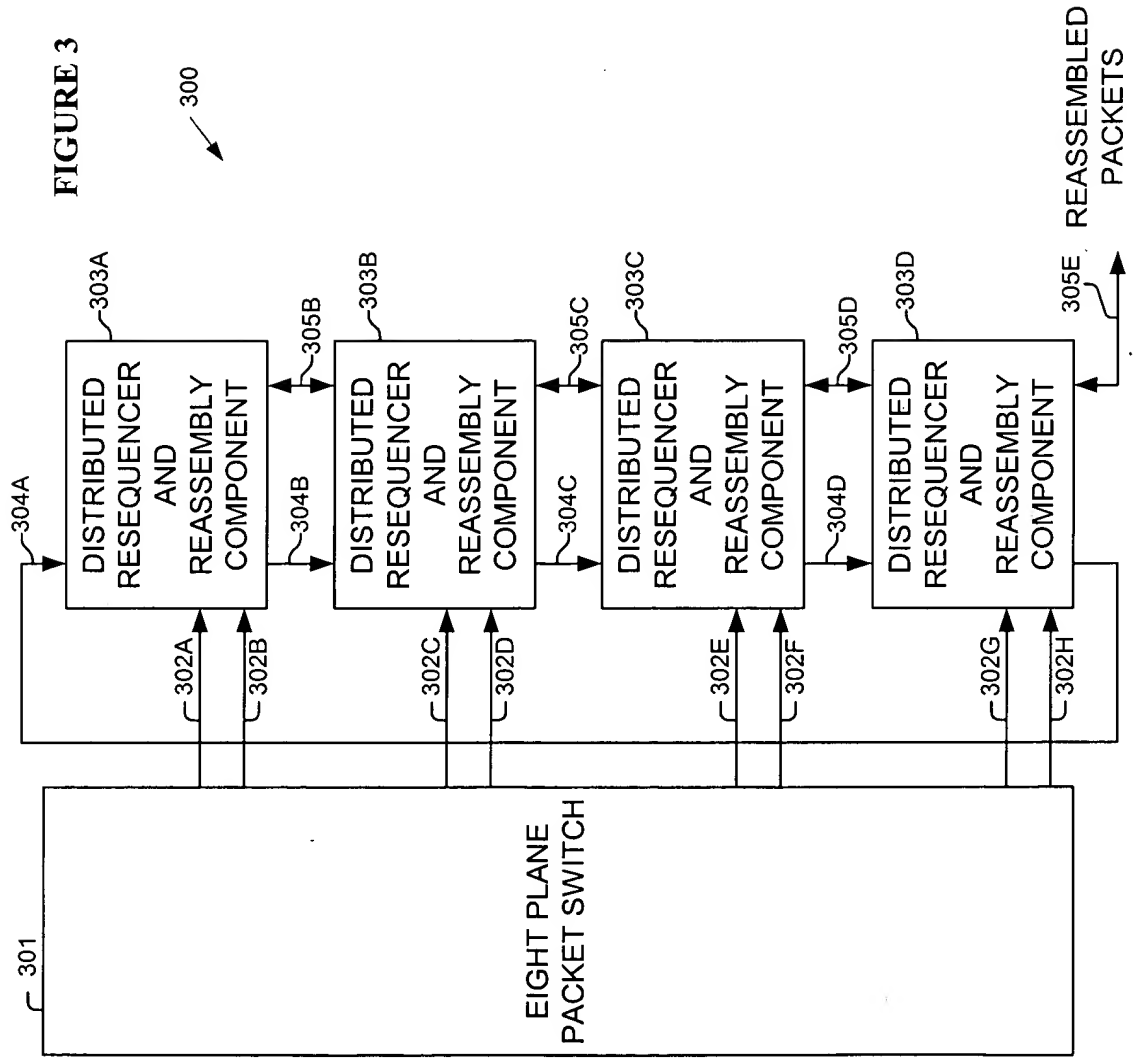 FIGURE 3
300
301
EIGHT PLANE
PACKET SWITCH
302A
302B
302C
302D
302E
302F
302G
302H
304A
303A
DISTRIBUTED
RESEQUENCER
AND
REASSEMBLY
COMPONENT
304B
305B
303B
DISTRIBUTED
RESEQUENCER
AND
REASSEMBLY
COMPONENT
304C
305C
303C
DISTRIBUTED
RESEQUENCER
AND
REASSEMBLY
COMPONENT
304D
305D
303D
DISTRIBUTED
RESEQUENCER
AND
REASSEMBLY
COMPONENT
305E
REASSEMBLED
PACKETS